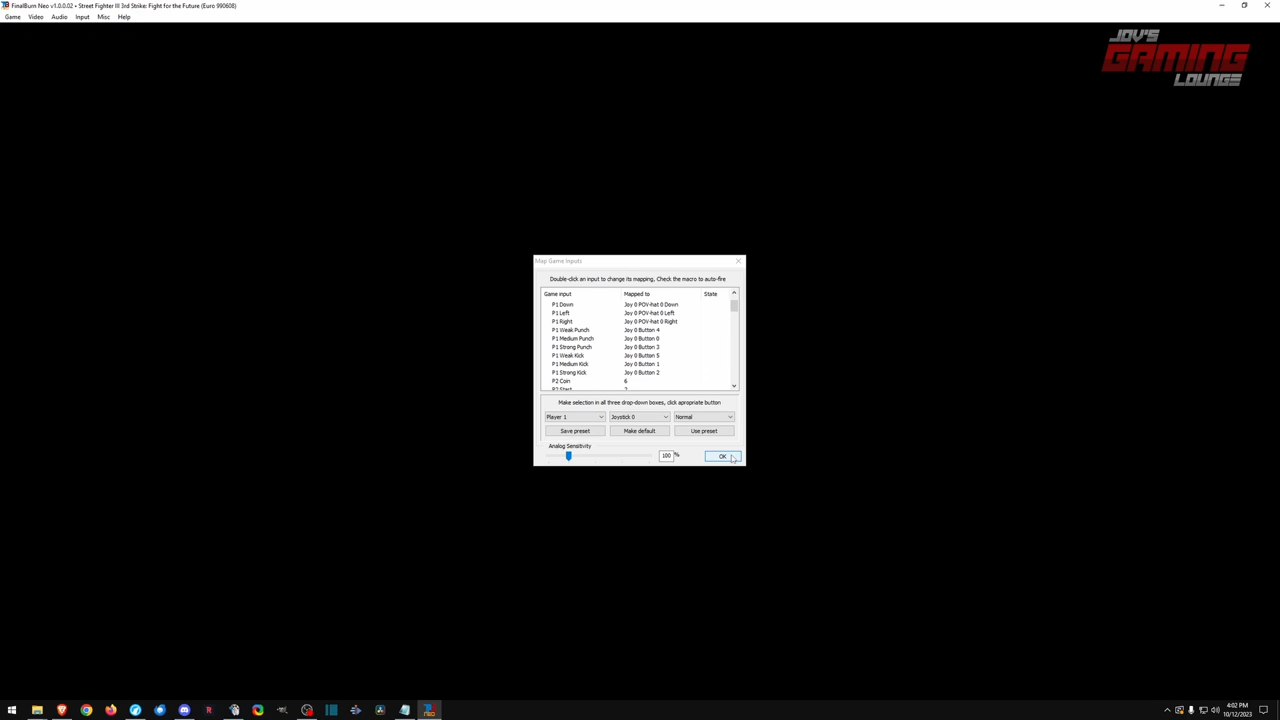 FinalBurn Neo v1.0.0.02 • Street Fighter III 3rd Strike: Fight for the Future (Euro 990608)
Game Video Audio Input Misc Help
JOV'S
GAMING
LOUNGE
Map Game Inputs
Double-click an input to change its mapping, Check the macro to auto-fire
Game input Mapped to State
P1 Down Joy 0 POV-hat 0 Down
P1 Left Joy 0 POV-hat 0 Left
P1 Right Joy 0 POV-hat 0 Right
P1 Weak Punch Joy 0 Button 4
P1 Medium Punch Joy 0 Button 0
P1 Strong Punch Joy 0 Button 3
P1 Weak Kick Joy 0 Button 5
P1 Medium Kick Joy 0 Button 1
P1 Strong Kick Joy 0 Button 2
P2 Coin 6
P2 Start
Make selection in all three drop-down boxes, click apropriate button
Player 1 Joystick 0 Normal
Save preset Make default Use preset
Analog Sensitivity
100 % OK
NEO
4:02 PM
10/12/2023